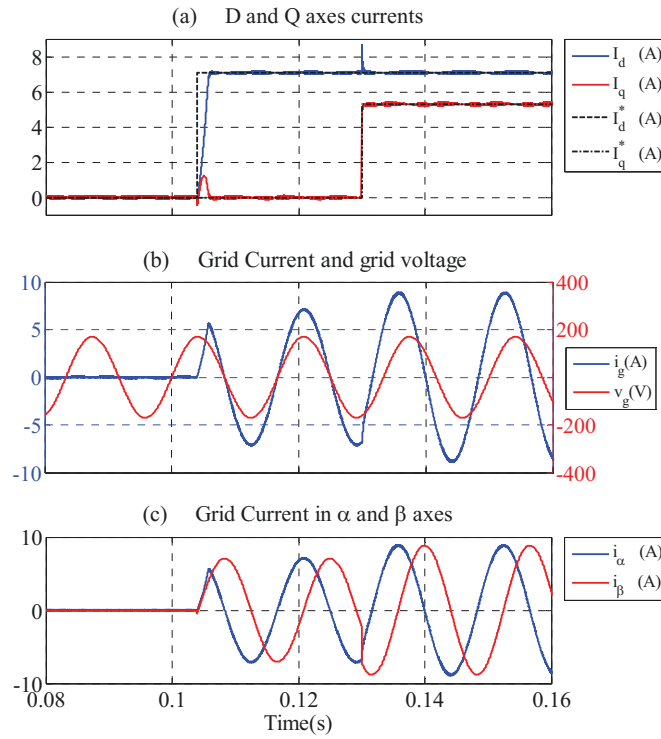 (a) D and Q axes currents
8
6
4
2
0
I_d (A)
I_q (A)
I_d^* (A)
I_q^* (A)
(b) Grid Current and grid voltage
10
5
0
-5
-10
400
200
0
-200
-400
i_g(A)
v_g(V)
(c) Grid Current in α and β axes
10
0
-10
i_α (A)
i_β (A)
0.08 0.1 0.12 0.14 0.16
Time(s)